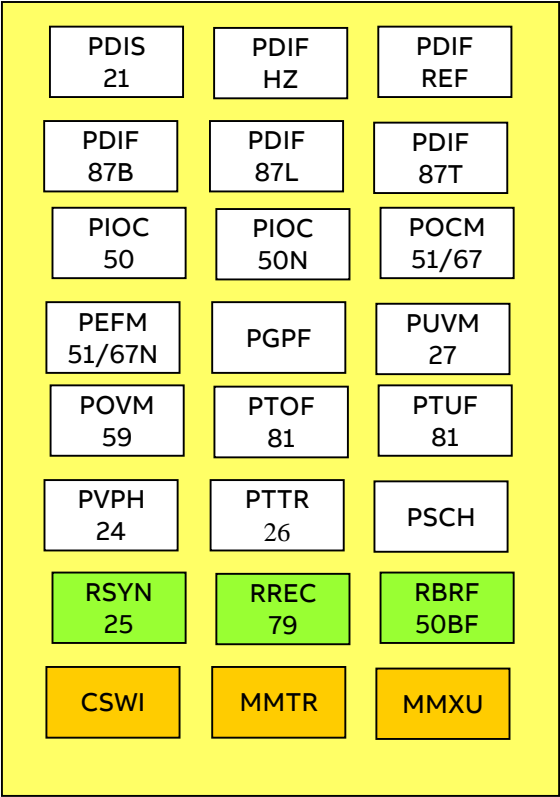 PDIS
21
PDIF
HZ
PDIF
REF
PDIF
87B
PDIF
87L
PDIF
87T
PIOC
50
PIOC
50N
POCM
51/67
PEFM
51/67N
PGPF
PUVM
27
POVM
59
PTOF
81
PTUF
81
PVPH
24
PTTR
26
PSCH
RSYN
25
RREC
79
RBRF
50BF
CSWI
MMTR
MMXU